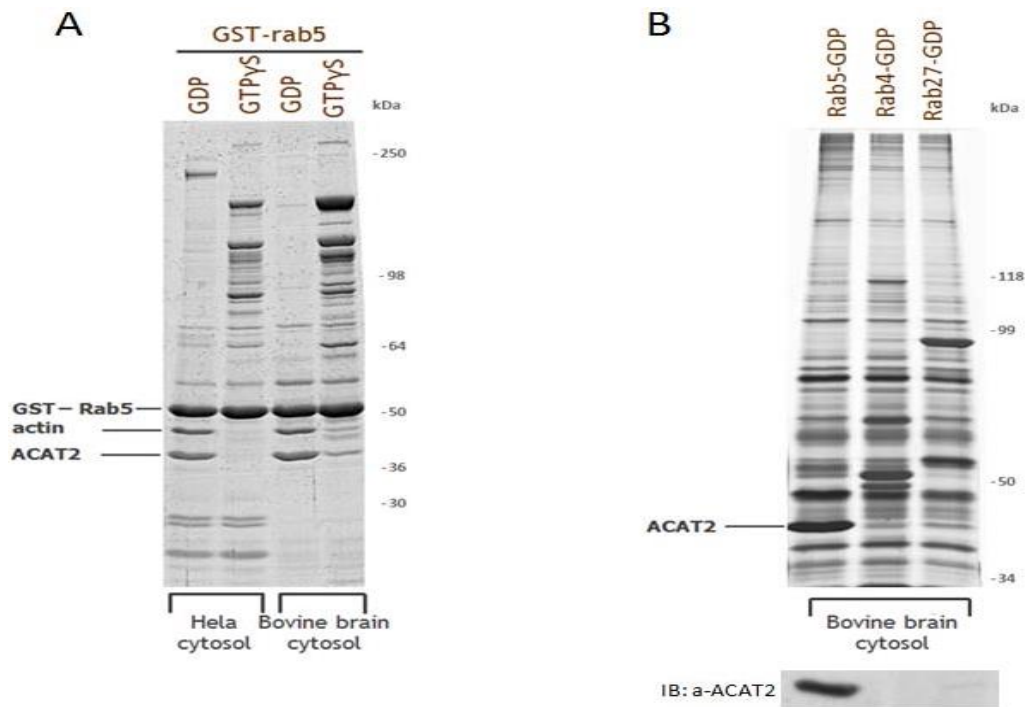 A
GST-rab5
GDP
GTPγS
GDP
GTPγS
kDa
-250
-98
-64
-50
-36
-30
GST-Rab5
actin
ACAT2
Hela
cytosol
Bovine brain
cytosol
B
Rab5-GDP
Rab4-GDP
Rab27-GDP
kDa
-118
-99
-50
-34
ACAT2
Bovine brain
cytosol
IB: a-ACAT2